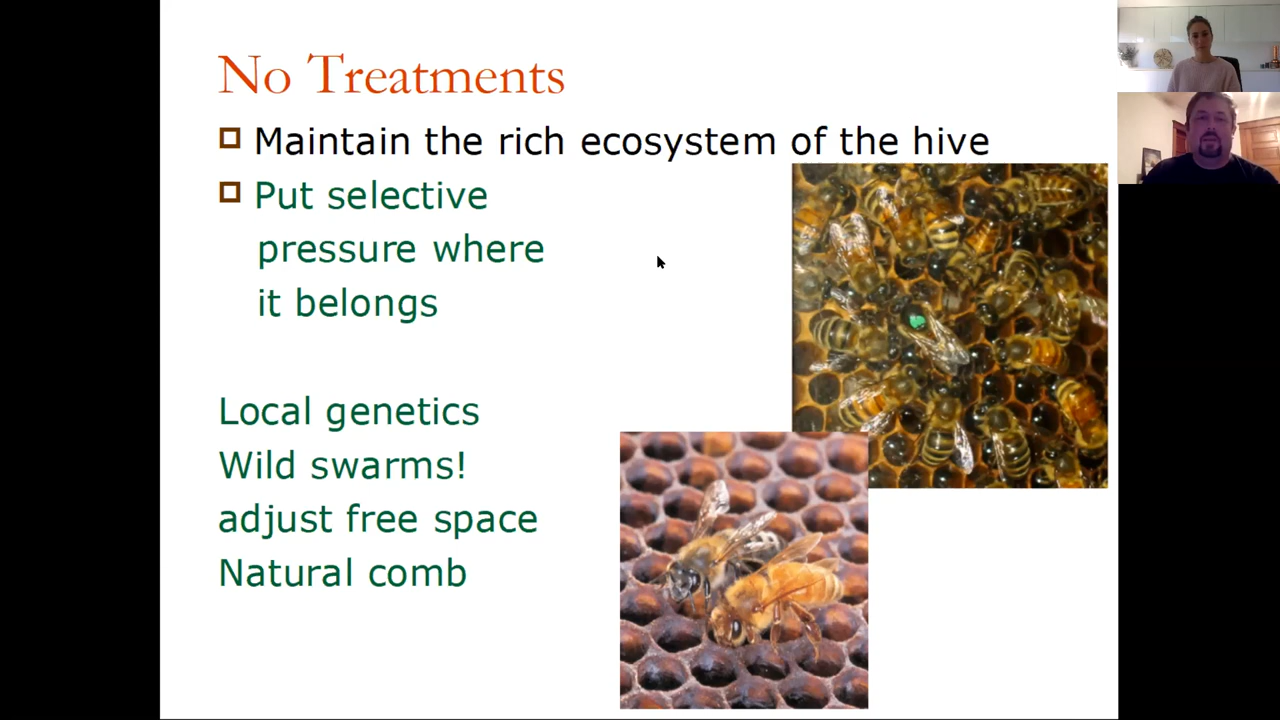 No Treatments
Maintain the rich ecosystem of the hive
Put selective
pressure where
it belongs
Local genetics
Wild swarms!
adjust free space
Natural comb